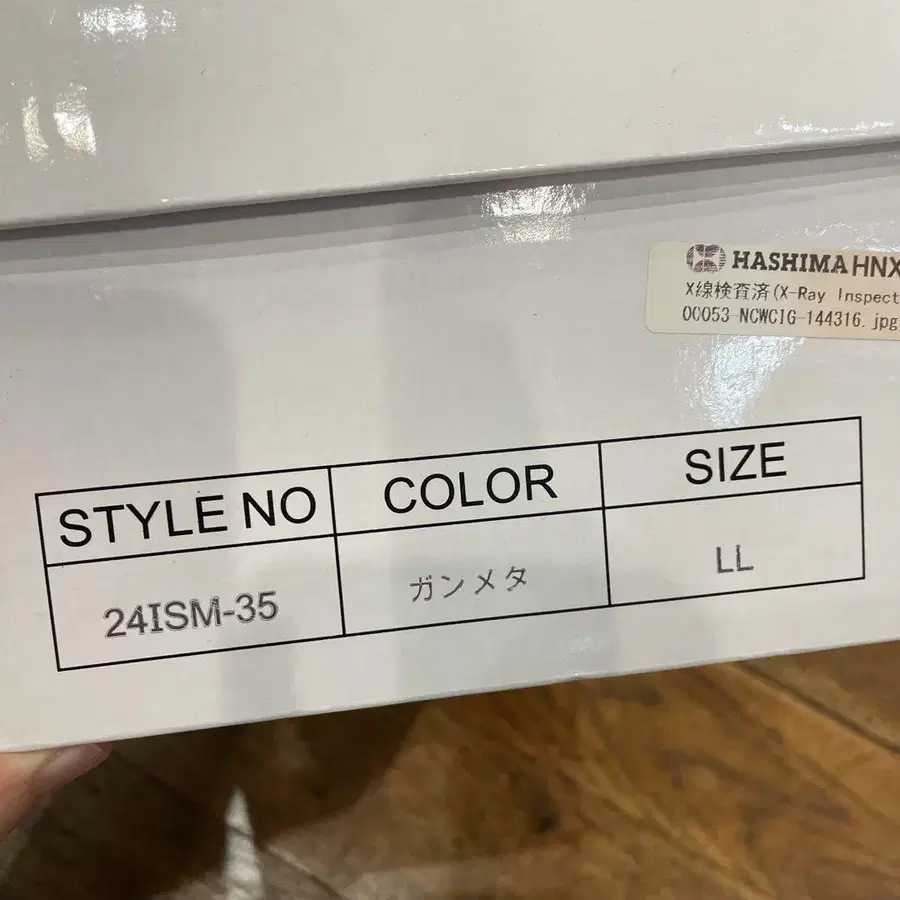 HASHIMA HNX
X線検査済(X-Ray Inspect
00053-NCWCIG-144316.jpg
STYLE NO COLOR SIZE
24ISM-35 ガンメタ LL